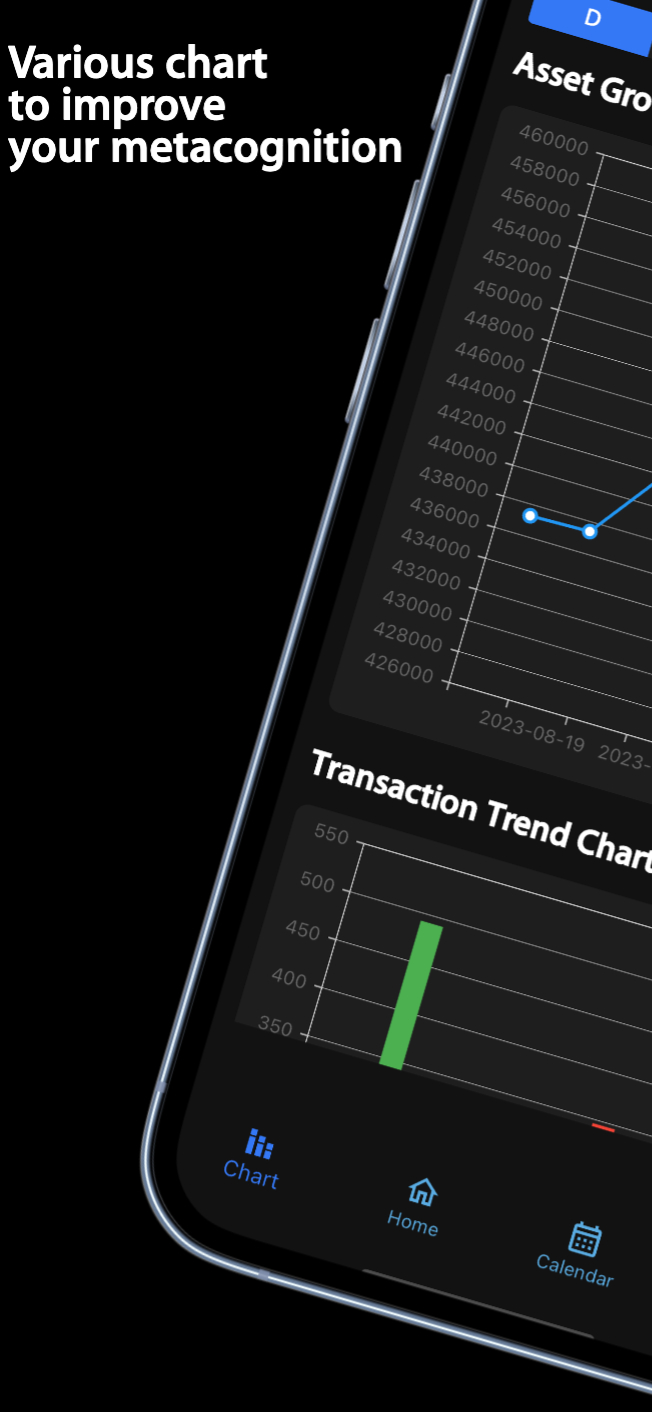 Various chart
to improve
your metacognition
D
Asset Gro
460000
458000
456000
454000
452000
450000
448000
446000
444000
442000
440000
438000
436000
434000
432000
430000
428000
426000
2023-08-19 2023-
Transaction Trend Chart
550
500
450
400
350
Chart
Home
Calendar